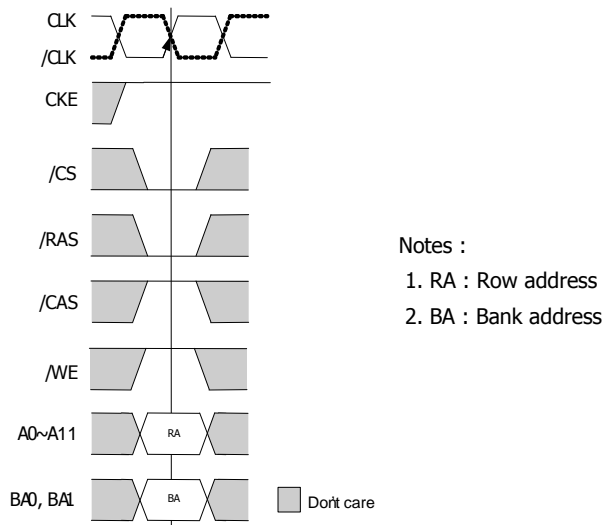 CLK
/CLK
CKE
/CS
/RAS
/CAS
/WE
A0~A11
RA
BA0, BA1
BA
Don't care
Notes :
1. RA : Row address
2. BA : Bank address